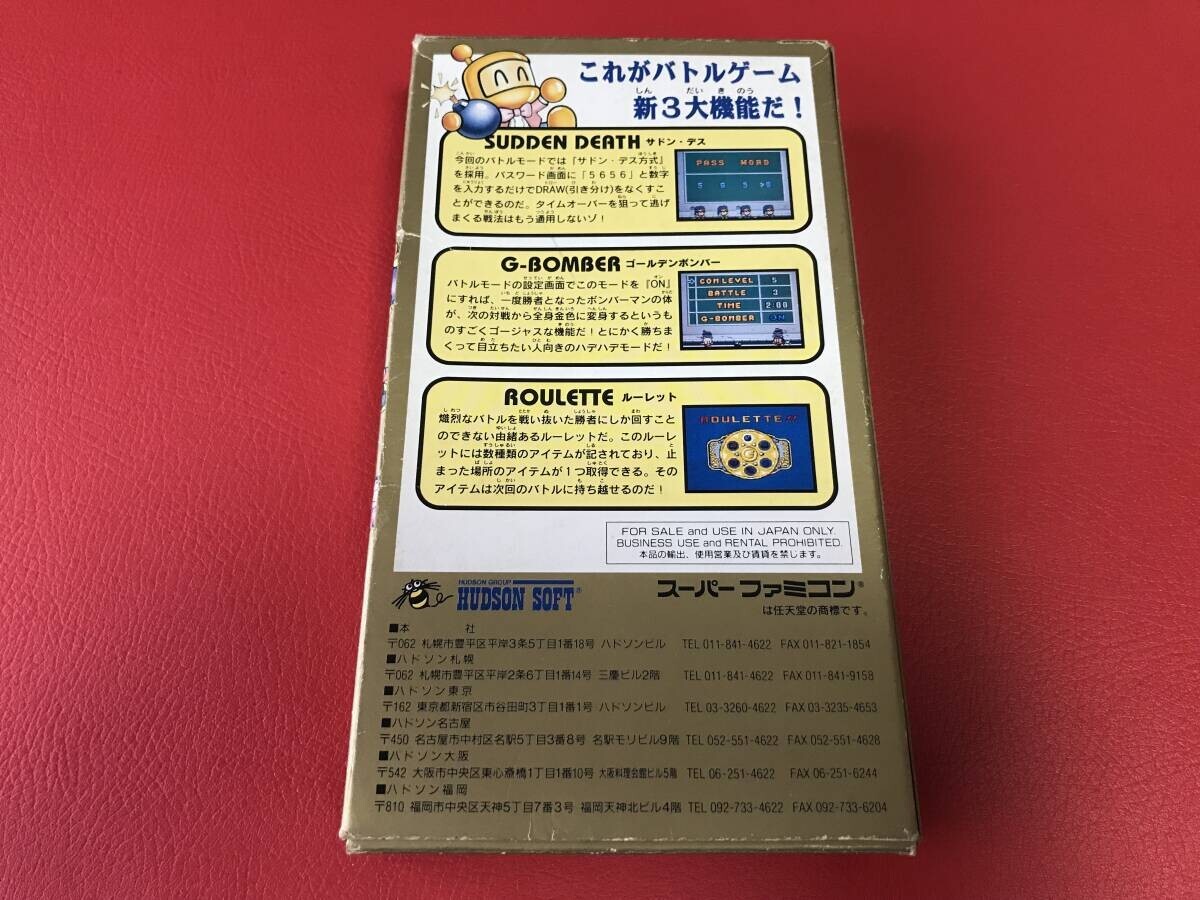 これがバトルゲーム
新3大機能だ!
SUDDEN DEATH サドン・デス
今回のバトルモードでは『サドン・デス方式』
を採用。パスワード画面に「5656」と数字
を入力するだけでDRAW(引き分け)をなくすこ
とができるのだ。タイムオーバーを狙って逃げ
まくる戦法はもう通用しないゾ!
PASS WORD
G-BOMBER ゴールデンボンバー
バトルモードの設定画面でこのモードを『ON』
にすれば、一度勝者となったボンバーマンの体
が、次の対戦から全身金色に変身するというも
のすごくゴージャスな機能だ!とにかく勝ちま
くって目立ちたい人向きのハデハデモードだ!
COM LEVEL 5
BATTLE 3
TIME 2:00
G-BOMBER ON
ROULETTE ルーレット
熾烈なバトルを戦い抜いた勝者にしか回すこと
のできない由緒あるルーレットだ。このルーレ
ットには数種類のアイテムが記されており、止
まった場所のアイテムが1つ取得できる。その
アイテムは次回のバトルに持ち越せるのだ!
ROULETTE!!
FOR SALE and USE IN JAPAN ONLY.
BUSINESS USE and RENTAL PROHIBITED.
本品の輸出、使用営業及び賃貸を禁じます。
HUDSON GROUP
HUDSON SOFT®
スーパーファミコン®
は任天堂の商標です。
■本 社
〒062 札幌市豊平区平岸3条5丁目1番18号 ハドソンビル TEL 011-841-4622 FAX 011-821-1854
■ハドソン札幌
〒062 札幌市豊平区平岸2条6丁目1番14号 三慶ビル2階 TEL 011-841-4622 FAX 011-841-9158
■ハドソン東京
〒162 東京都新宿区市谷田町3丁目1番1号 ハドソンビル TEL 03-3260-4622 FAX 03-3235-4653
■ハドソン名古屋
〒450 名古屋市中村区名駅5丁目3番8号 名駅モリビル9階 TEL 052-551-4622 FAX 052-551-4628
■ハドソン大阪
〒542 大阪市中央区東心斎橋1丁目1番10号 大阪料理会館ビル5階 TEL 06-251-4622 FAX 06-251-6244
■ハドソン福岡
〒810 福岡市中央区天神5丁目7番3号 福岡天神北ビル4階 TEL 092-733-4622 FAX 092-733-6204